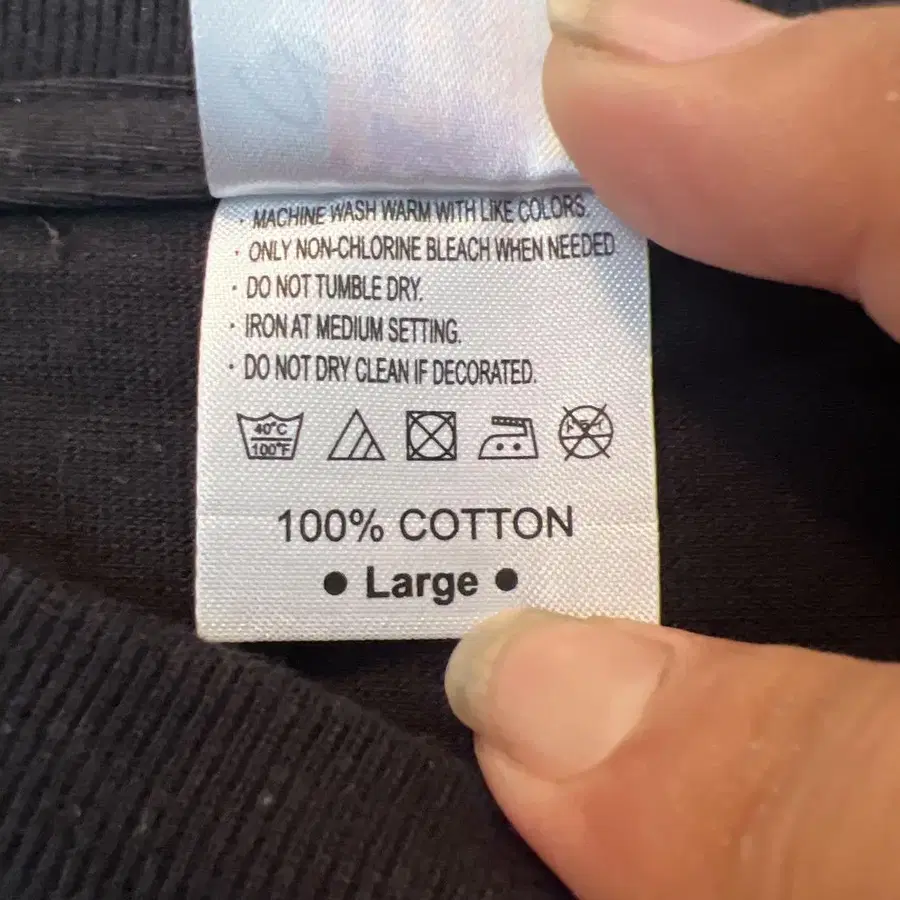 · MACHINE WASH WARM WITH LIKE COLORS.
· ONLY NON-CHLORINE BLEACH WHEN NEEDED
· DO NOT TUMBLE DRY.
· IRON AT MEDIUM SETTING.
· DO NOT DRY CLEAN IF DECORATED.
40°C
100°F
100% COTTON
● Large ●